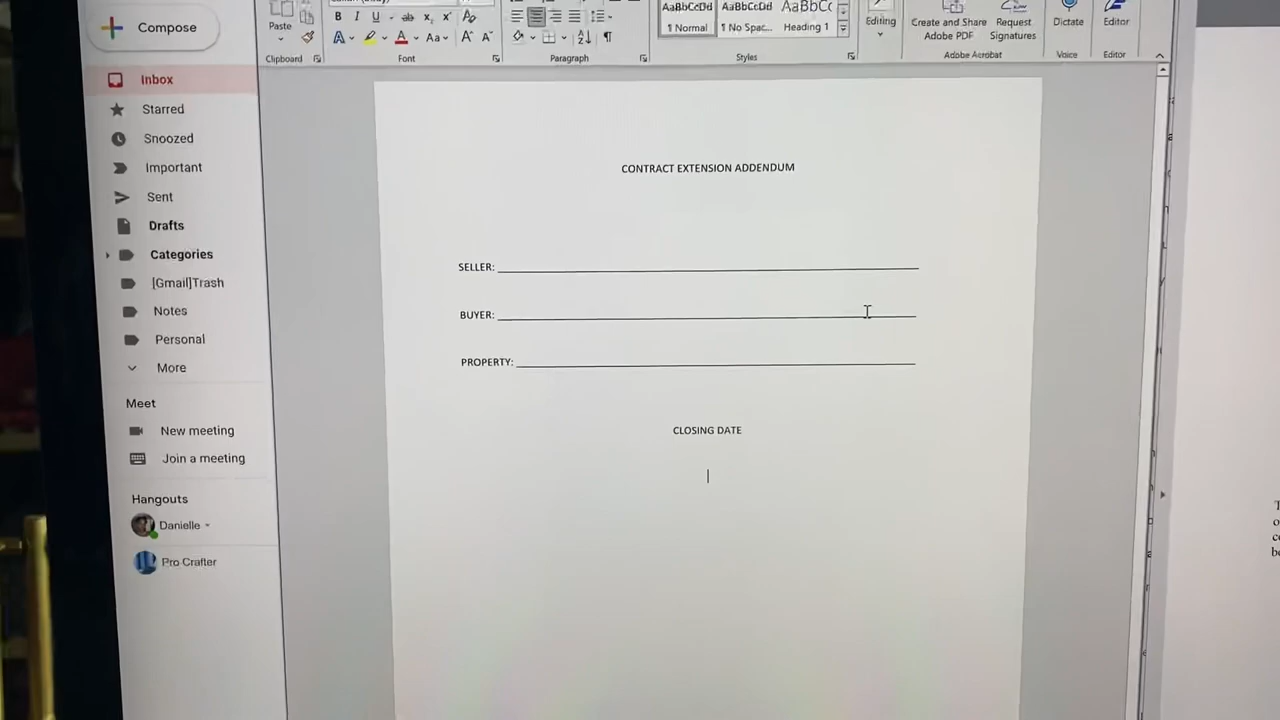 Compose
Inbox
Starred
Snoozed
Important
Sent
Drafts
Categories
[Gmail]Trash
Notes
Personal
More
Meet
New meeting
Join a meeting
Hangouts
Danielle
Pro Crafter
Paste
Clipboard
B I U ab x x A
A A Aa A A
Font
Paragraph
AaBbCcDd AaBbCcDd AaBbCc
¶ Normal ¶ No Spac... Heading 1
Styles
Editing
Create and Share Adobe PDF
Request Signatures
Adobe Acrobat
Dictate
Voice
Editor
Editor
CONTRACT EXTENSION ADDENDUM
SELLER:
BUYER:
PROPERTY:
CLOSING DATE